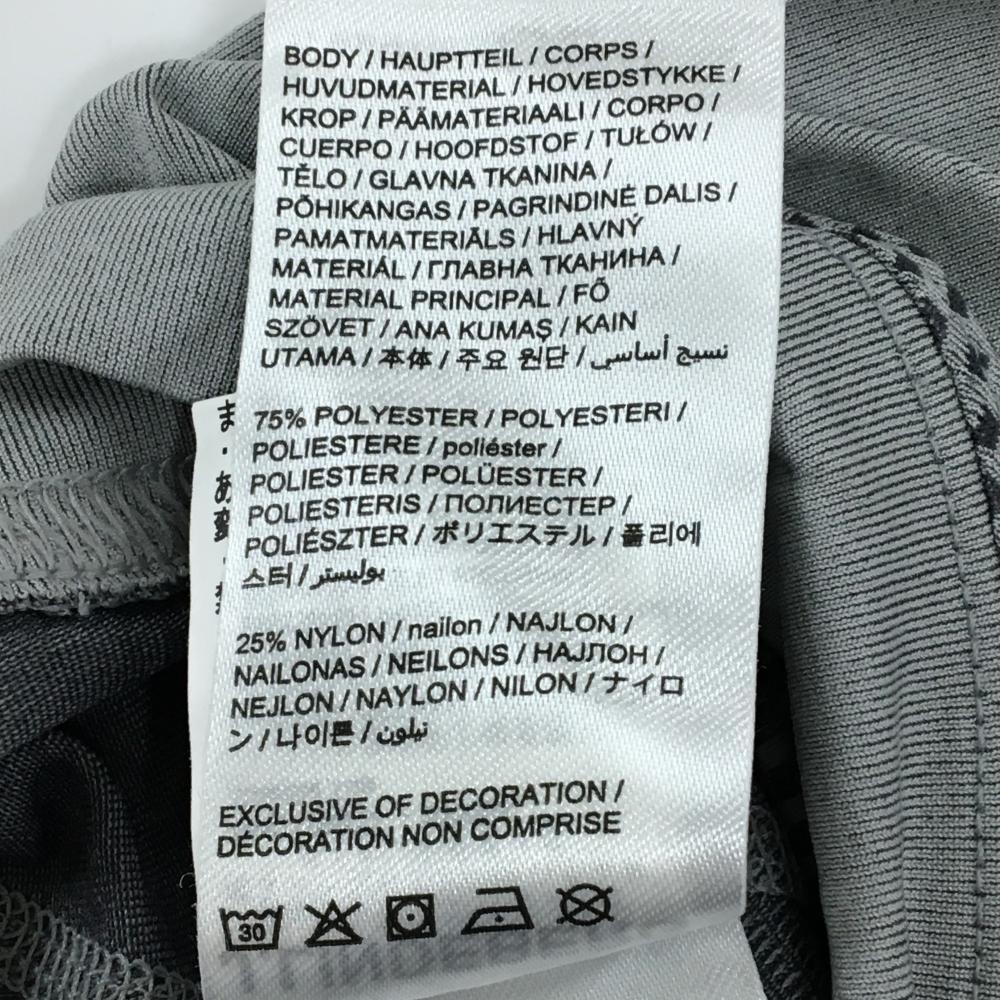 BODY / HAUPTTEIL / CORPS /
HUVUDMATERIAL / HOVEDSTYKKE /
KROP / PÄÄMATERIAALI / CORPO /
CUERPO / HOOFDSTOF / TUŁÓW /
TĚLO / GLAVNA TKANINA /
PÕHIKANGAS / PAGRINDINĖ DALIS /
PAMATMATERIĀLS / HLAVNÝ
MATERIÁL / ГЛАВНА ТКАНИНА /
MATERIAL PRINCIPAL / FŐ
SZÖVET / ANA KUMAŞ / KAIN
UTAMA / 本体 / 주요 원단 / نسيج أساسي
75% POLYESTER / POLYESTERI /
POLIESTERE / poliéster /
POLIESTER / POLÜESTER /
POLIESTERIS / ПОЛИЕСТЕР /
POLIÉSZTER / ポリエステル / 폴리에
스터 / بوليستر
25% NYLON / nailon / NAJLON /
NAILONAS / NEILONS / НАЈЛОН /
NEJLON / NAYLON / NILON / ナイロ
ン / 나이론 / نيلون
EXCLUSIVE OF DECORATION /
DÉCORATION NON COMPRISE
30
ま
・
あ